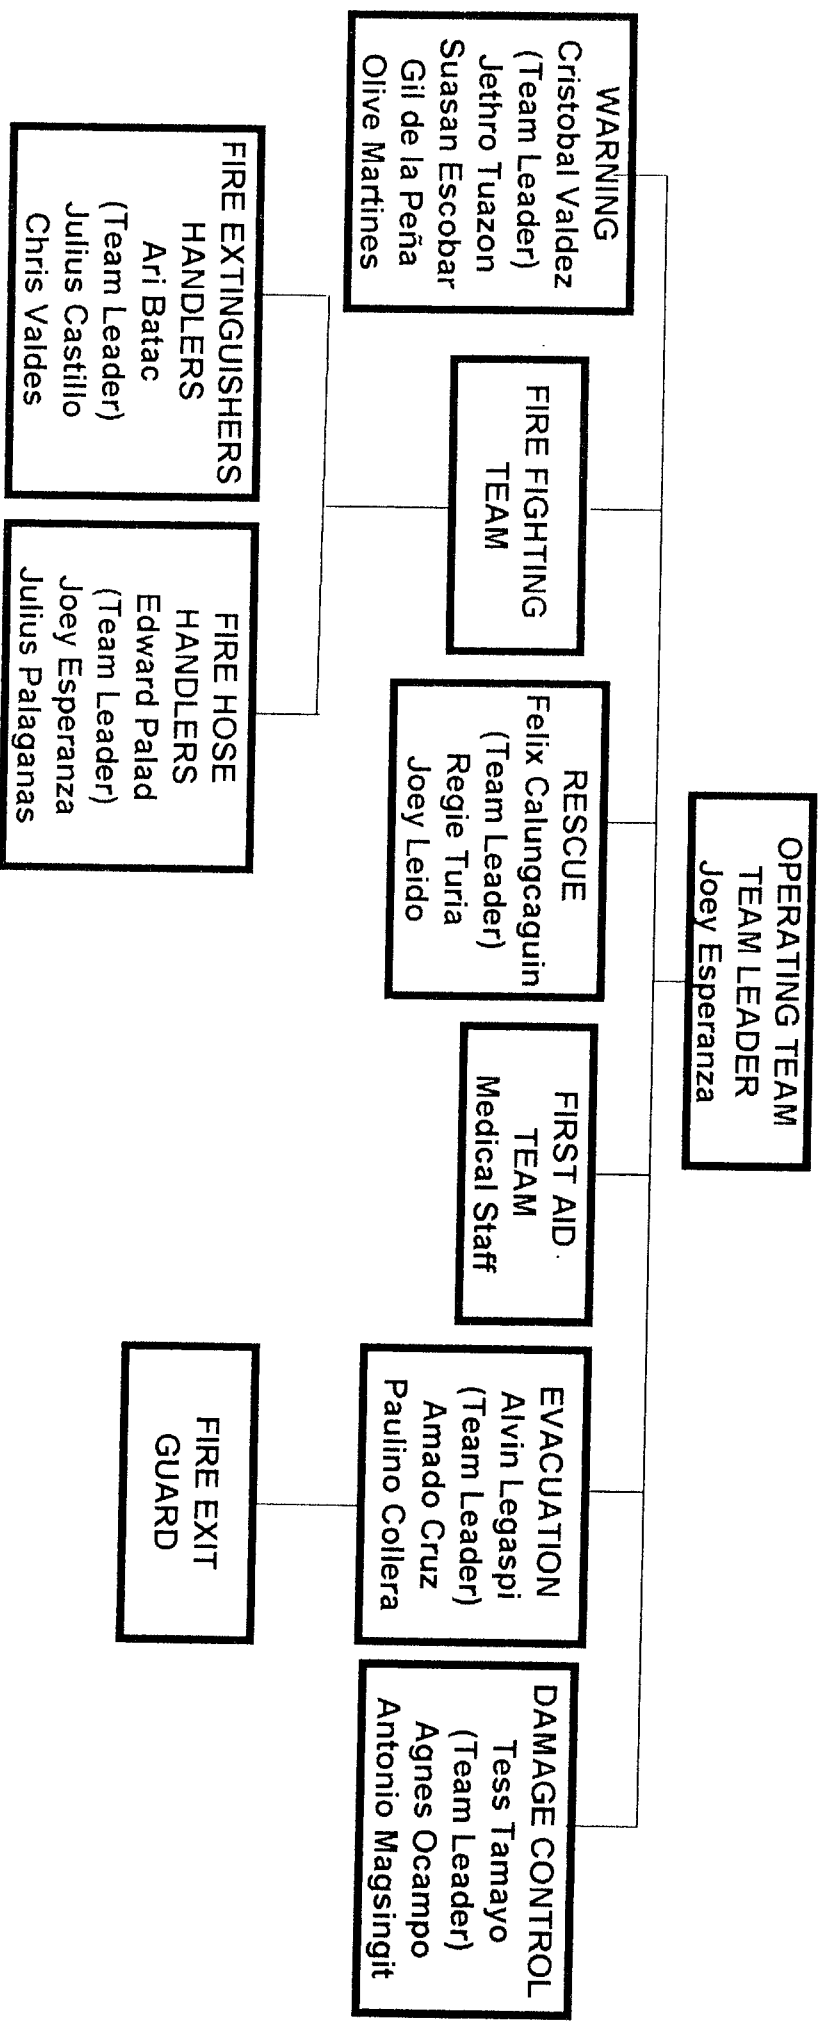 OPERATING TEAM
TEAM LEADER
Joey Esperanza
WARNING
Cristobal Valdez
(Team Leader)
Jethro Tuazon
Suasan Escobar
Gil de la Peña
Olive Martines
FIRE FIGHTING
TEAM
RESCUE
Felix Calungcaguin
(Team Leader)
Regie Turia
Joey Leido
FIRST AID
TEAM
Medical Staff
EVACUATION
Alvin Legaspi
(Team Leader)
Amado Cruz
Paulino Collera
DAMAGE CONTROL
Tess Tamayo
(Team Leader)
Agnes Ocampo
Antonio Magsingit
FIRE EXTINGUISHERS
HANDLERS
Ari Batac
(Team Leader)
Julius Castillo
Chris Valdes
FIRE HOSE
HANDLERS
Edward Palad
(Team Leader)
Joey Esperanza
Julius Palaganas
FIRE EXIT
GUARD